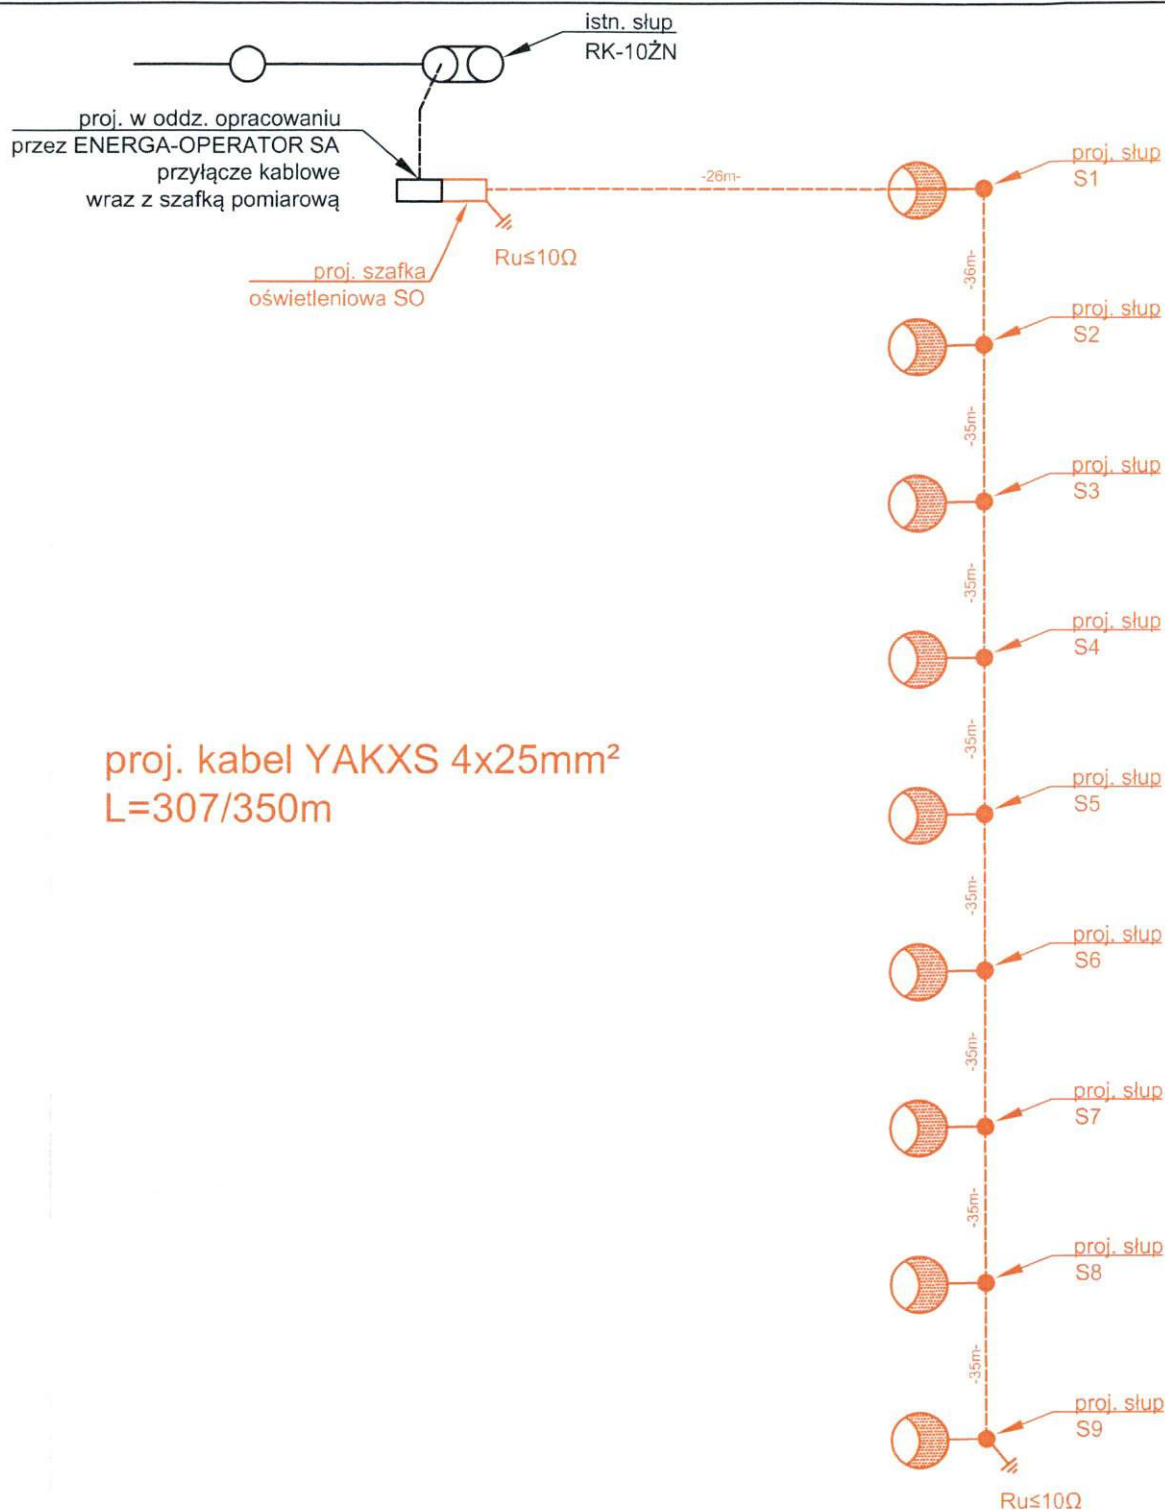 istn. słup
RK-10ŻN
proj. w oddz. opracowaniu
przez ENERGA-OPERATOR SA
przyłącze kablowe
wraz z szafką pomiarową
-26m-
proj. słup
S1
Ru≤10Ω
proj. szafka
oświetleniowa SO
-36m-
proj. słup
S2
-35m-
proj. słup
S3
-35m-
proj. słup
S4
-35m-
proj. kabel YAKXS 4x25mm²
L=307/350m
proj. słup
S5
-35m-
proj. słup
S6
-35m-
proj. słup
S7
-35m-
proj. słup
S8
-35m-
proj. słup
S9
Ru≤10Ω